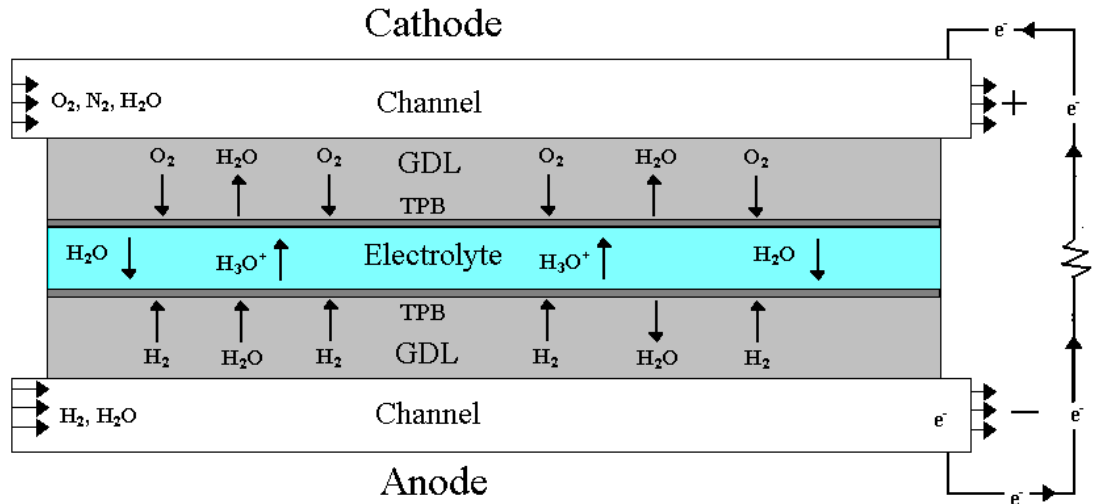 Cathode
e⁻
O₂, N₂, H₂O
Channel
+
e⁻
O₂ H₂O O₂ GDL O₂ H₂O O₂
TPB
H₂O H₃O⁺ Electrolyte H₃O⁺ H₂O
TPB
H₂ H₂O H₂ GDL H₂ H₂O H₂
H₂, H₂O
Channel
e⁻
–
e⁻
Anode
e⁻